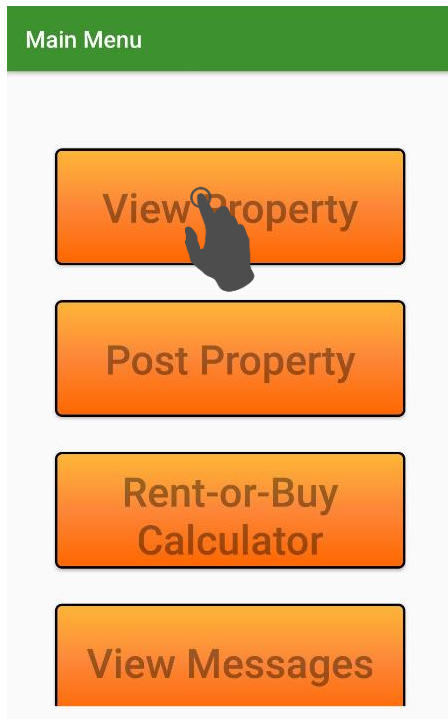 Main Menu
View Property
Post Property
Rent-or-Buy
Calculator
View Messages